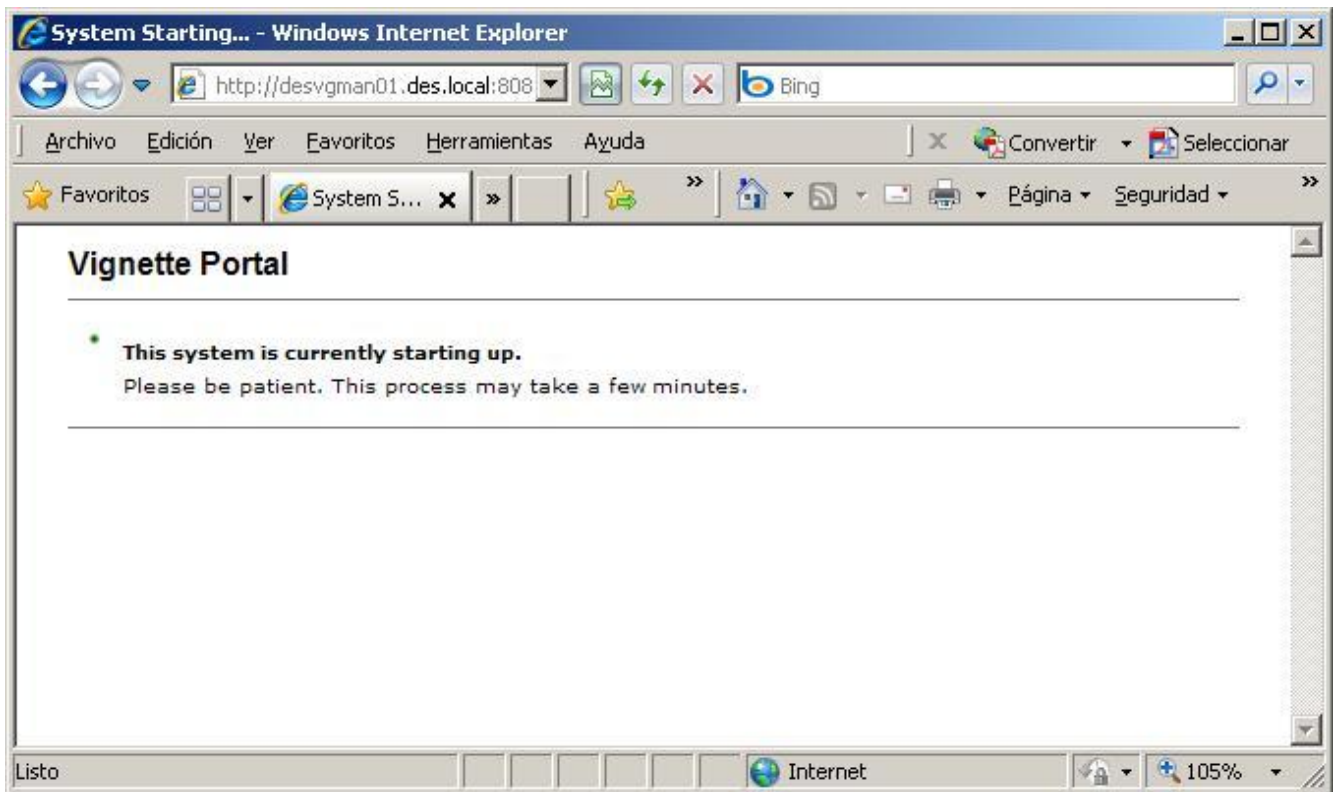 System Starting... - Windows Internet Explorer
http://desvgman01.des.local:808 Bing
Archivo Edición Ver Favoritos Herramientas Ayuda x Convertir Seleccionar
Favoritos System S... » » Página Seguridad »
Vignette Portal
This system is currently starting up.
Please be patient. This process may take a few minutes.
Listo Internet 105%